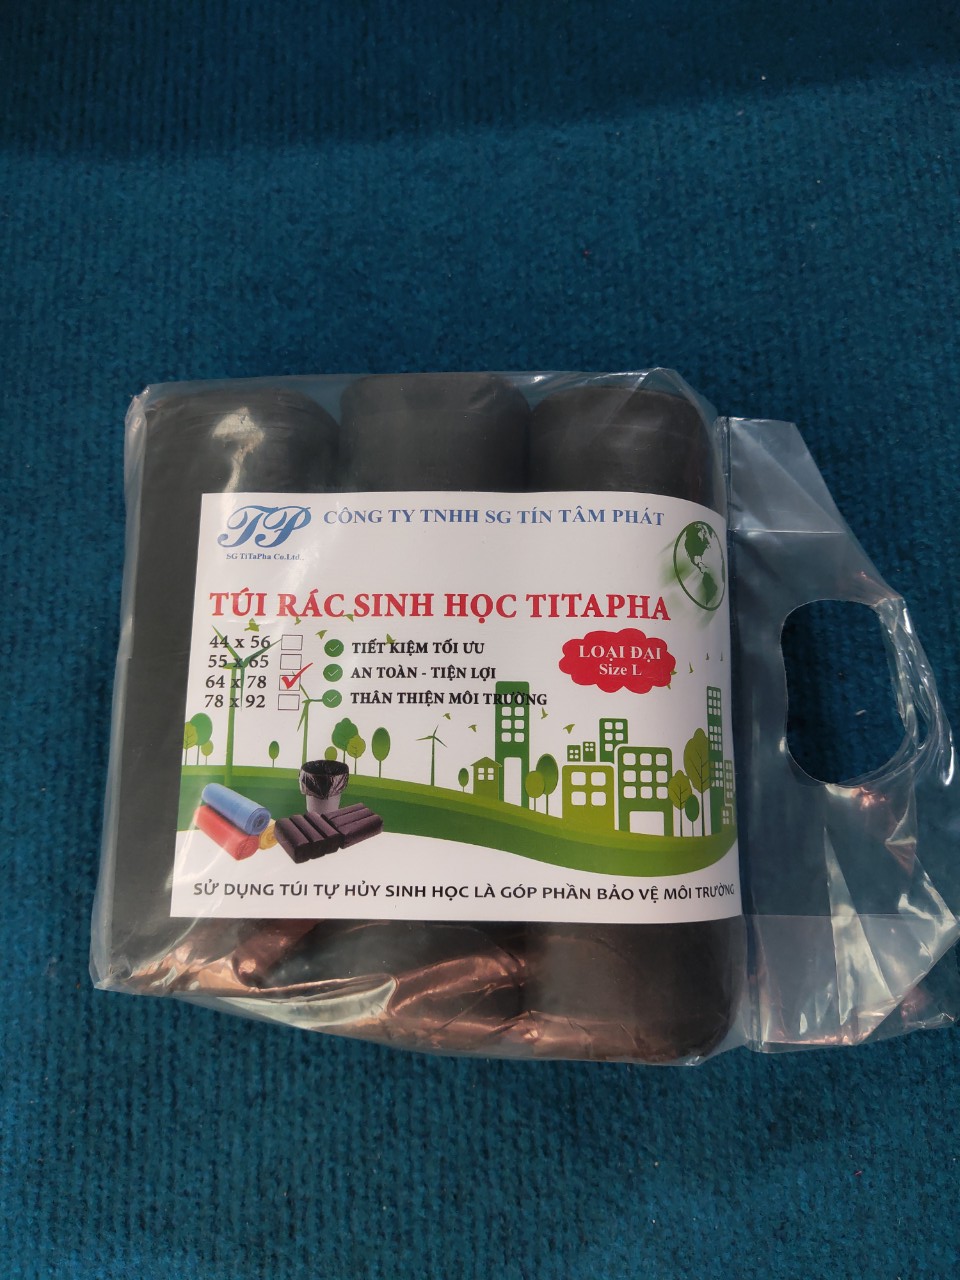 TP
SG TiTaPha Co.Ltd..
CÔNG TY TNHH SG TÍN TÂM PHÁT
TÚI RÁC SINH HỌC TITAPHA
44 x 56
55 x 65
64 x 78
78 x 92
TIẾT KIỆM TỐI ƯU
AN TOÀN - TIỆN LỢI
THÂN THIỆN MÔI TRƯỜNG
LOẠI ĐẠI
Size L
SỬ DỤNG TÚI TỰ HỦY SINH HỌC LÀ GÓP PHẦN BẢO VỆ MÔI TRƯỜNG